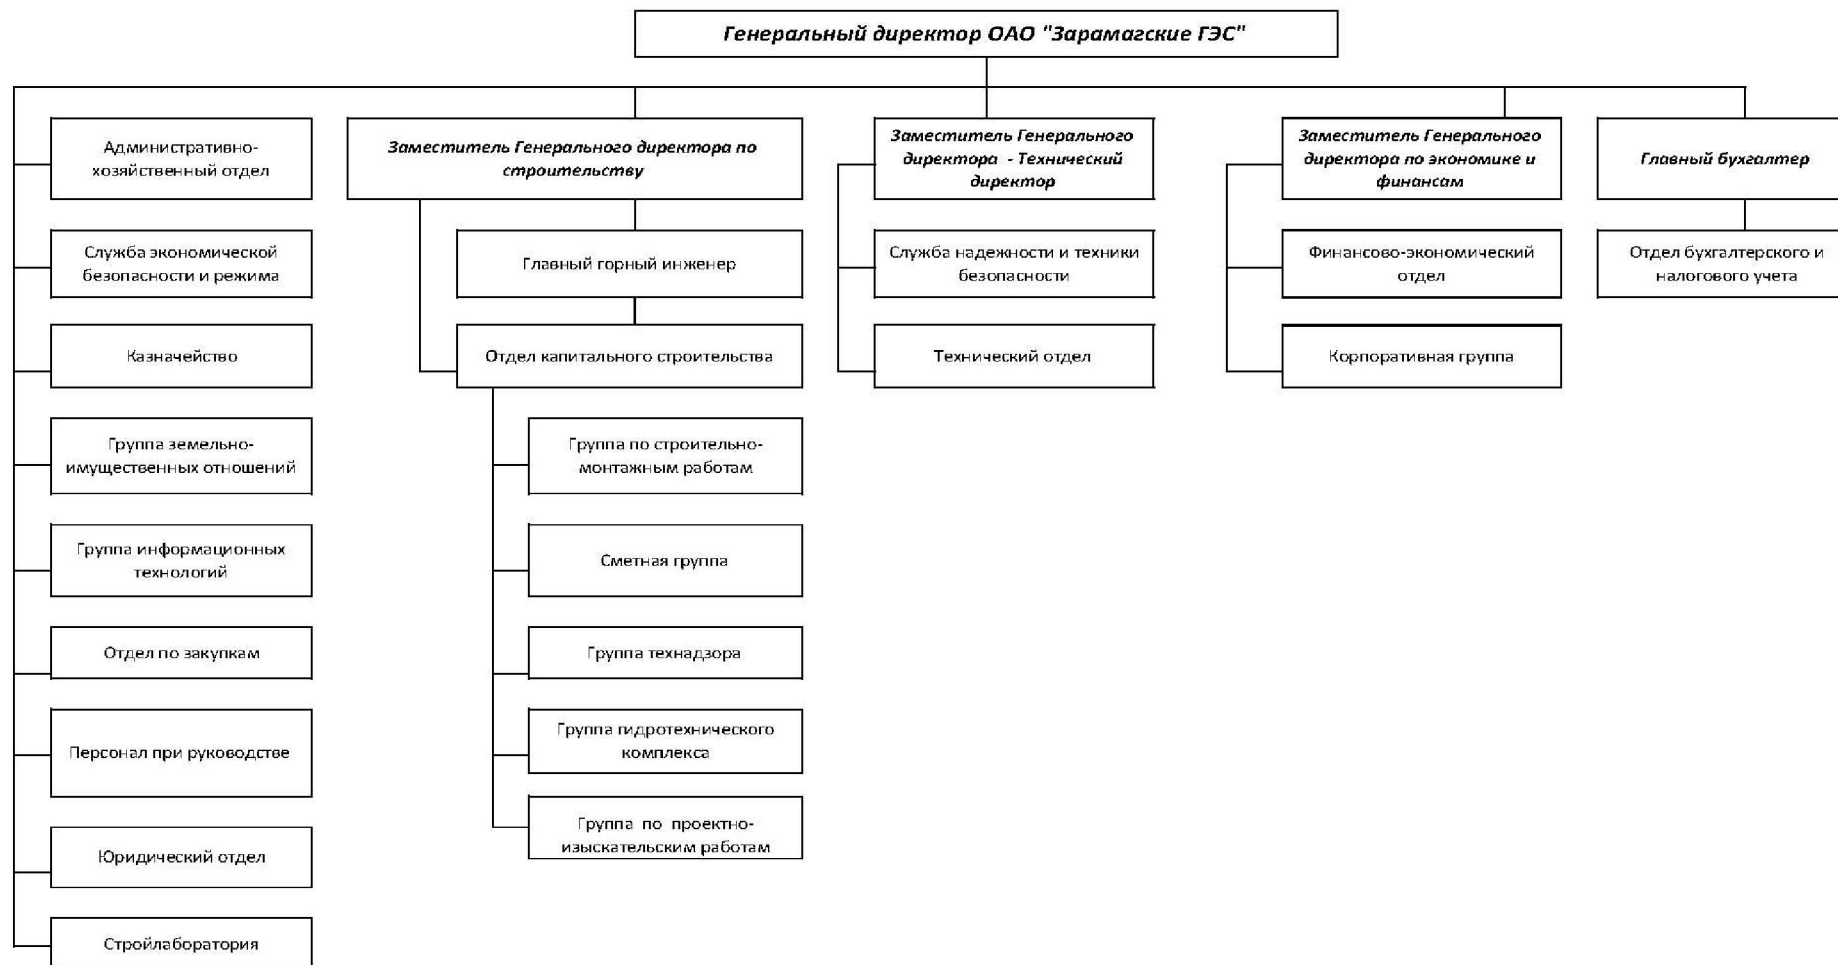 Генеральный директор ОАО "Зарамагские ГЭС"
Административно-
хозяйственный отдел
Служба экономической
безопасности и режима
Казначейство
Группа земельно-
имущественных отношений
Группа информационных
технологий
Отдел по закупкам
Персонал при руководстве
Юридический отдел
Стройлаборатория
Заместитель Генерального директора по
строительству
Главный горный инженер
Отдел капитального строительства
Группа по строительно-
монтажным работам
Сметная группа
Группа технадзора
Группа гидротехнического
комплекса
Группа по проектно-
изыскательским работам
Заместитель Генерального
директора - Технический
директор
Служба надежности и техники
безопасности
Технический отдел
Заместитель Генерального
директора по экономике и
финансам
Финансово-экономический
отдел
Корпоративная группа
Главный бухгалтер
Отдел бухгалтерского и
налогового учета